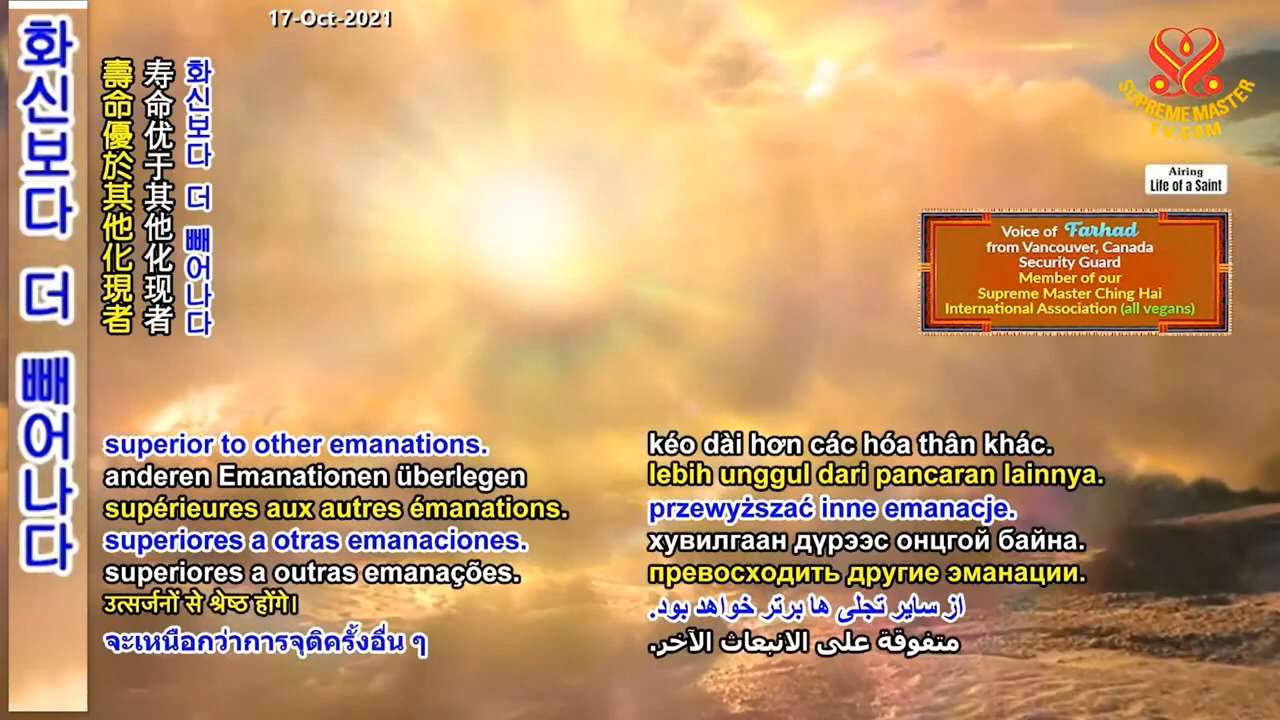 17-Oct-2021
화신보다 더 빼어나다
壽命優於其他化現者
寿命优于其他化现者
화신보다 더 빼어나다
SUPREME MASTER
TV.COM
Airing
Life of a Saint
Voice of Farhad
from Vancouver, Canada
Security Guard
Member of our
Supreme Master Ching Hai
International Association (all vegans)
superior to other emanations.
anderen Emanationen überlegen
supérieures aux autres émanations.
superiores a otras emanaciones.
superiores a outras emanações.
उत्सर्जनों से श्रेष्ठ होंगे।
จะเหนือกว่าการจุติครั้งอื่น ๆ
kéo dài hơn các hóa thân khác.
lebih unggul dari pancaran lainnya.
przewyższać inne emanacje.
хувилгаан дүрээс онцгой байна.
превосходить другие эманации.
از سایر تجلی ها برتر خواهد بود.
متفوقة على الانبعاث الآخر.